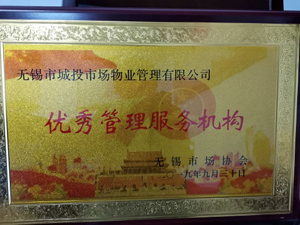 无锡市城投市场物业管理有限公司
优秀管理服务机构
无锡市场协会
一九年九月三十日